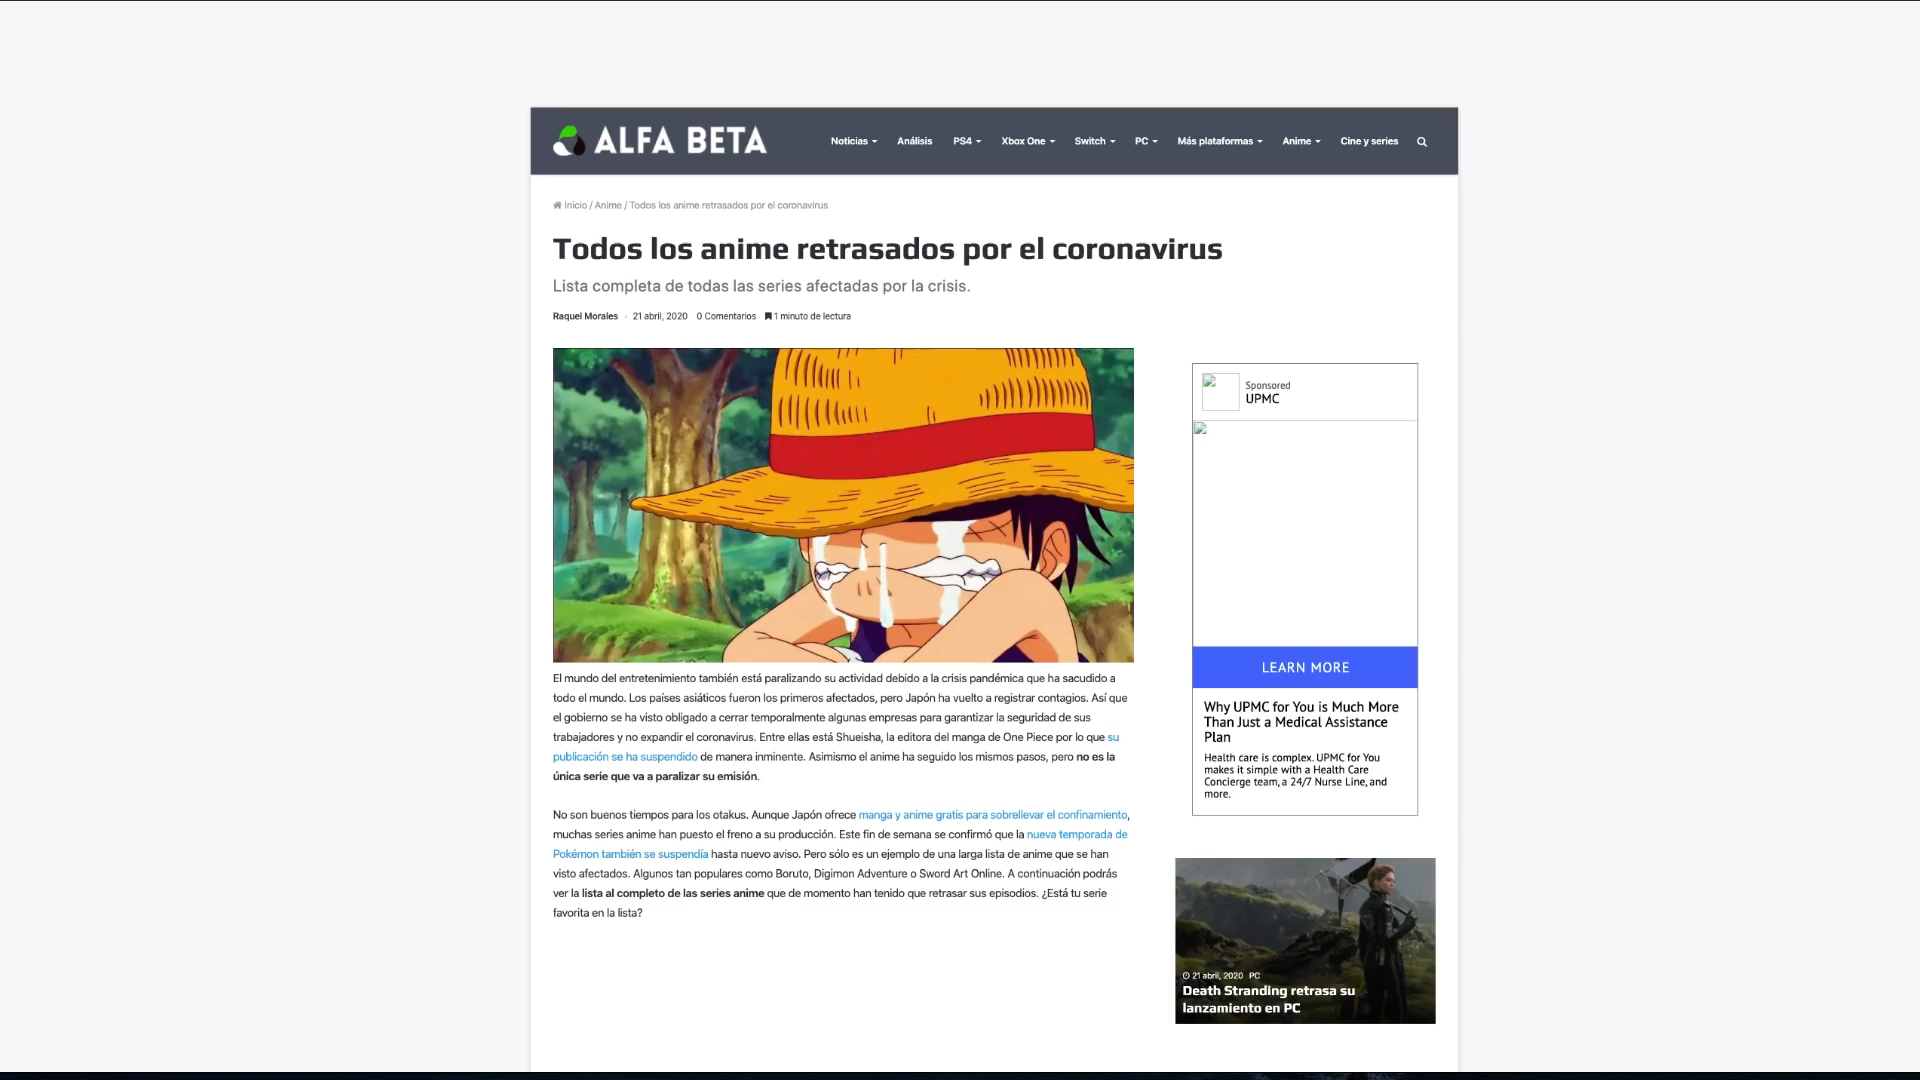 ALFA BETA
Noticias Análisis PS4 Xbox One Switch PC Más plataformas Anime Cine y series
Inicio / Anime / Todos los anime retrasados por el coronavirus
Todos los anime retrasados por el coronavirus
Lista completa de todas las series afectadas por la crisis.
Raquel Morales · 21 abril, 2020 0 Comentarios 1 minuto de lectura
El mundo del entretenimiento también está paralizando su actividad debido a la crisis pandémica que ha sacudido a
todo el mundo. Los países asiáticos fueron los primeros afectados, pero Japón ha vuelto a registrar contagios. Así que
el gobierno se ha visto obligado a cerrar temporalmente algunas empresas para garantizar la seguridad de sus
trabajadores y no expandir el coronavirus. Entre ellas está Shueisha, la editora del manga de One Piece por lo que su
publicación se ha suspendido de manera inminente. Asimismo el anime ha seguido los mismos pasos, pero no es la
única serie que va a paralizar su emisión.
No son buenos tiempos para los otakus. Aunque Japón ofrece manga y anime gratis para sobrellevar el confinamiento,
muchas series anime han puesto el freno a su producción. Este fin de semana se confirmó que la nueva temporada de
Pokémon también se suspendía hasta nuevo aviso. Pero sólo es un ejemplo de una larga lista de anime que se han
visto afectados. Algunos tan populares como Boruto, Digimon Adventure o Sword Art Online. A continuación podrás
ver la lista al completo de las series anime que de momento han tenido que retrasar sus episodios. ¿Está tu serie
favorita en la lista?
Sponsored
UPMC
LEARN MORE
Why UPMC for You is Much More
Than Just a Medical Assistance
Plan
Health care is complex. UPMC for You
makes it simple with a Health Care
Concierge team, a 24/7 Nurse Line, and
more.
21 abril, 2020 PC
Death Stranding retrasa su
lanzamiento en PC